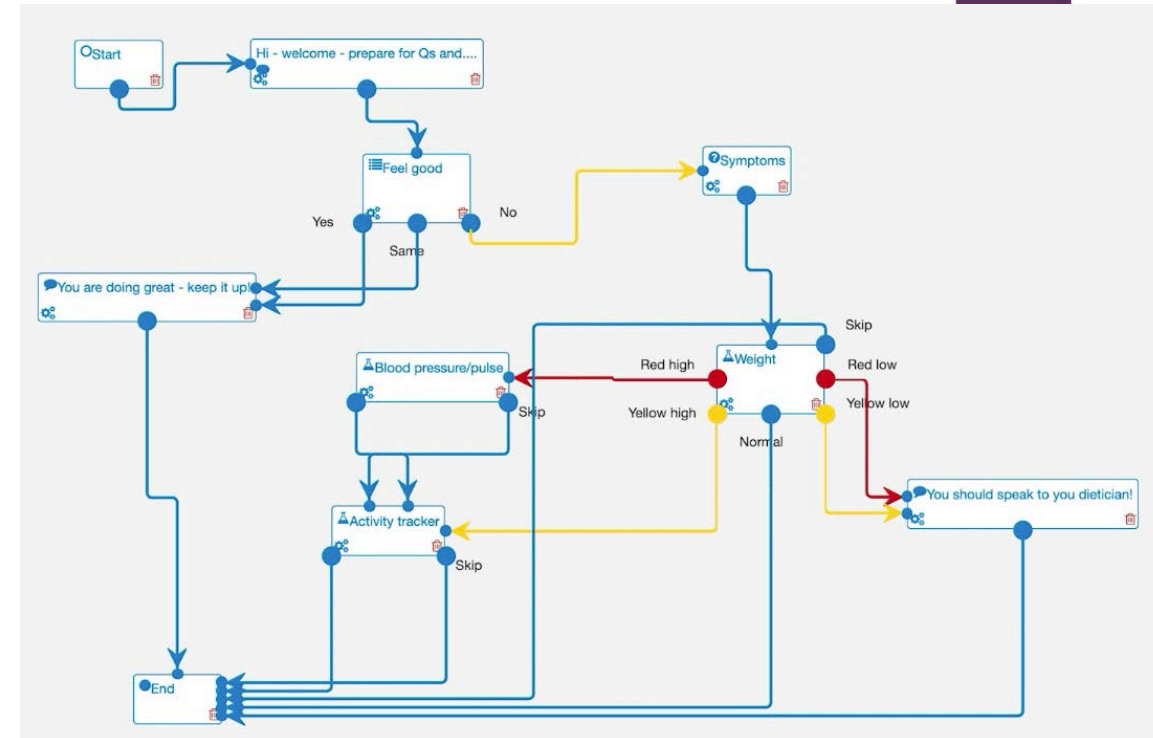 Start
Hi - welcome - prepare for Qs and....
Feel good
Symptoms
Yes
Same
No
You are doing great - keep it up!
Skip
Blood pressure/pulse
Red high
Weight
Red low
Skip
Yellow high
Yellow low
Normal
Activity tracker
You should speak to you dietician!
Skip
End